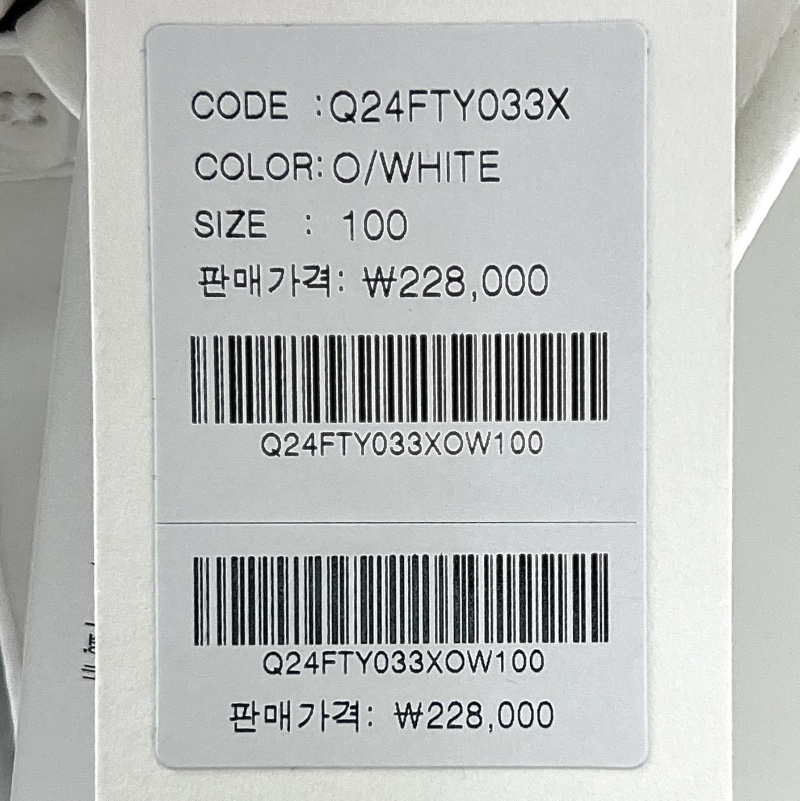 CODE :Q24FTY033X
COLOR:O/WHITE
SIZE : 100
판매가격: ₩228,000
Q24FTY033XOW100
Q24FTY033XOW100
판매가격: ₩228,000